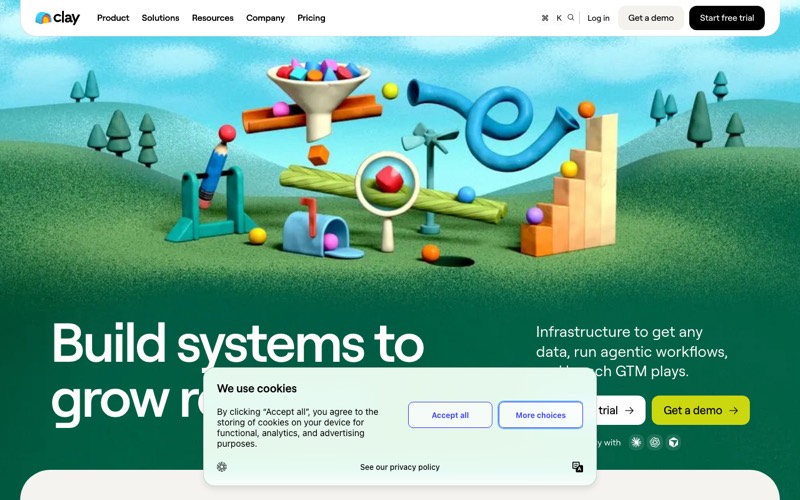 clay
Product Solutions Resources Company Pricing
⌘ K
Log in
Get a demo
Start free trial
Build systems to
grow
Infrastructure to get any
data, run agentic workflows,
GTM plays.
trial →
Get a demo →
with
We use cookies
By clicking “Accept all”, you agree to the
storing of cookies on your device for
functional, analytics, and advertising
purposes.
Accept all
More choices
See our privacy policy